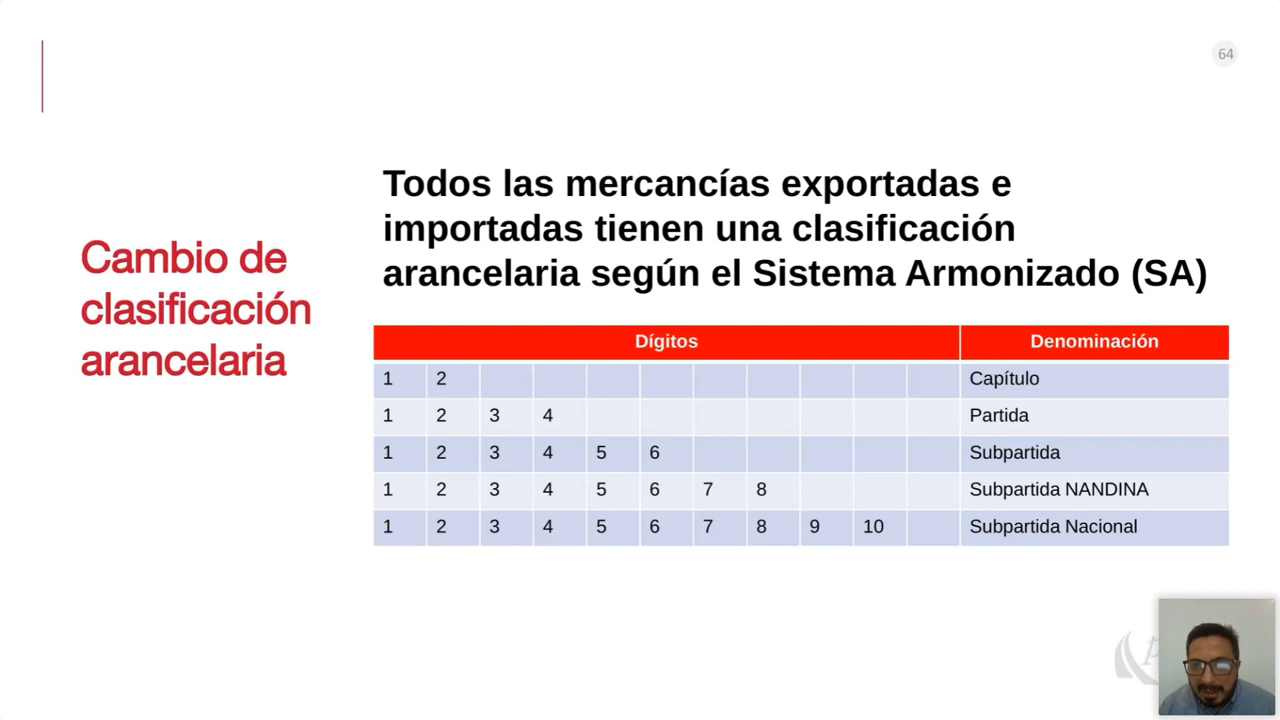 64
Cambio de
clasificación
arancelaria
Todos las mercancías exportadas e
importadas tienen una clasificación
arancelaria según el Sistema Armonizado (SA)
Dígitos Denominación
1 2 Capítulo
1 2 3 4 Partida
1 2 3 4 5 6 Subpartida
1 2 3 4 5 6 7 8 Subpartida NANDINA
1 2 3 4 5 6 7 8 9 10 Subpartida Nacional